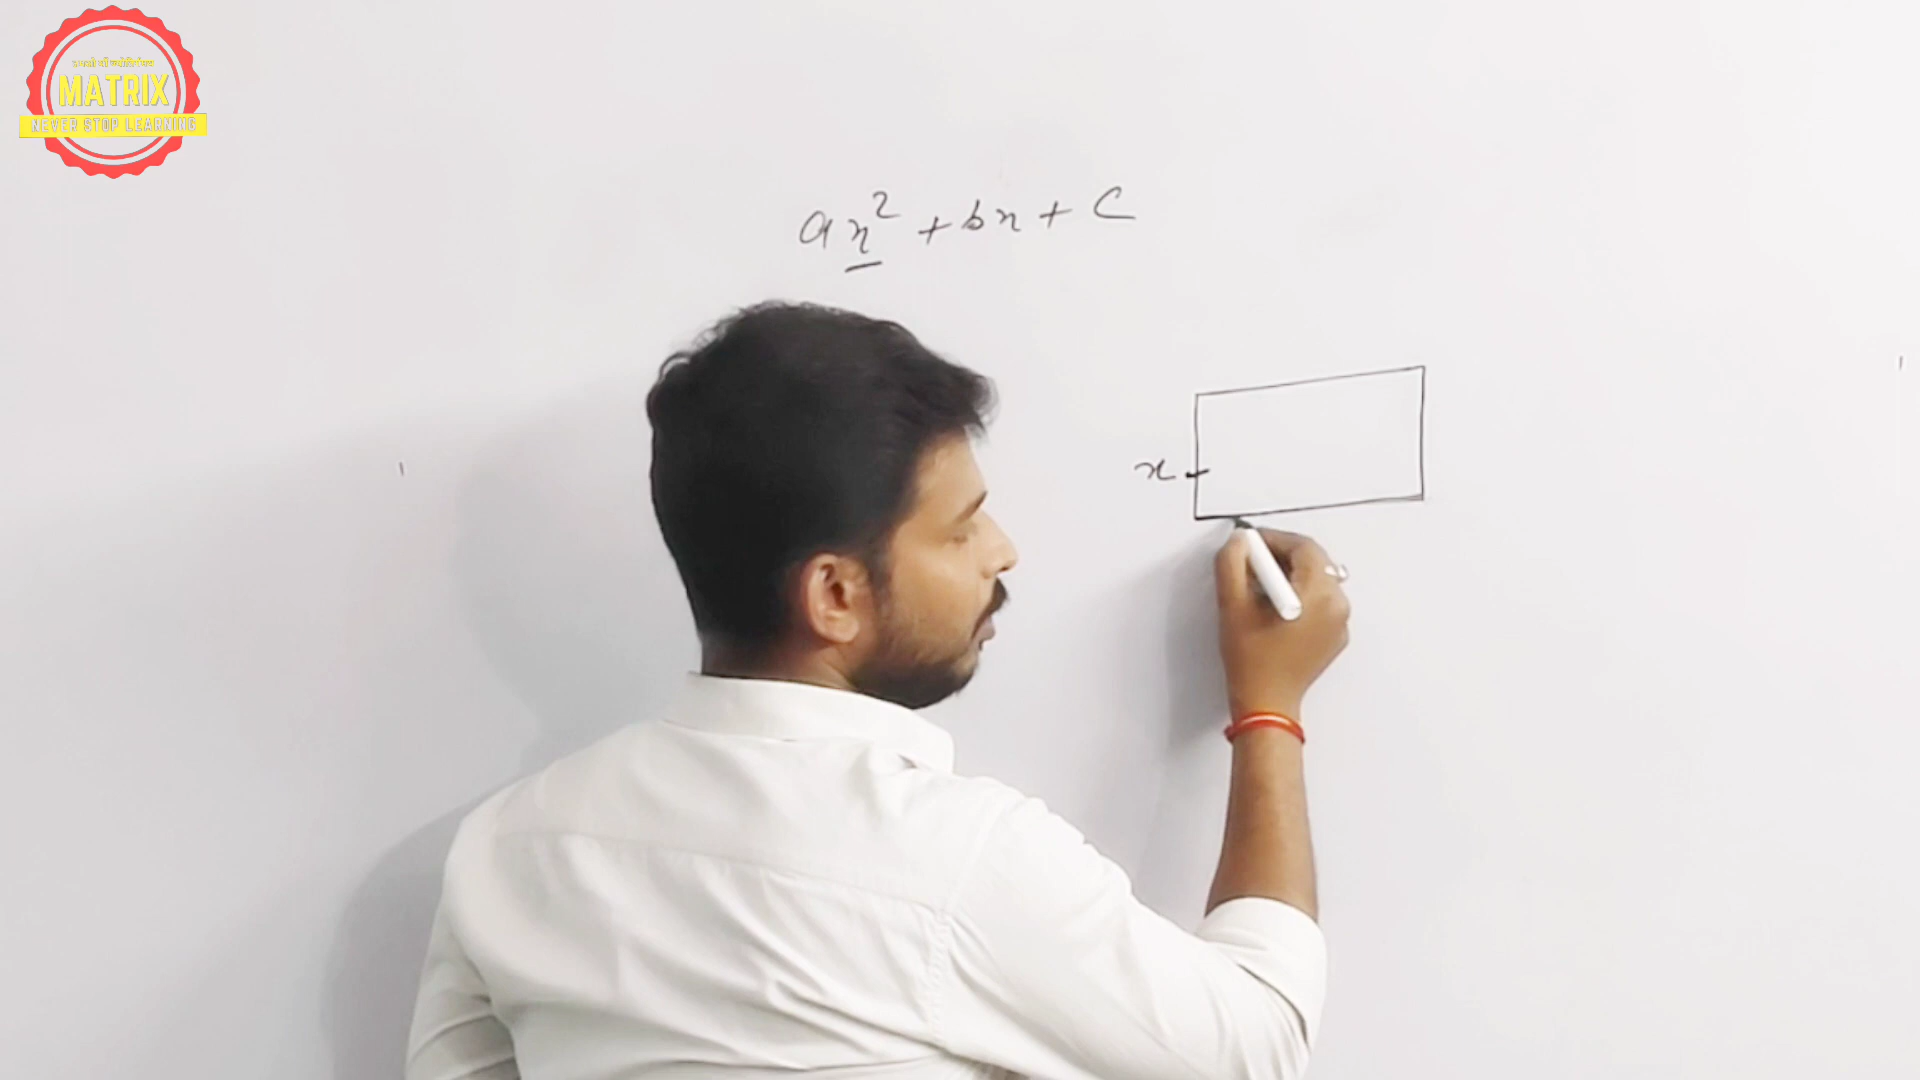 MATRIX
NEVER STOP LEARNING
ax² + bx + c
x